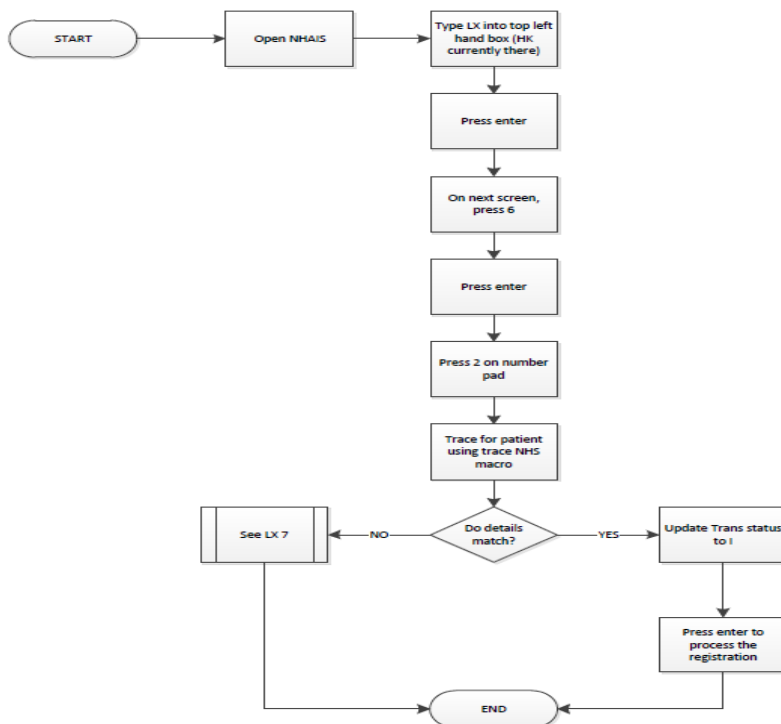 START
Open NHAIS
Type LX into top left
hand box (HK
currently there)
Press enter
On next screen,
press 6
Press enter
Press 2 on number
pad
Trace for patient
using trace NHS
macro
See LX 7
NO
Do details
match?
YES
Update Trans status
to I
Press enter to
process the
registration
END